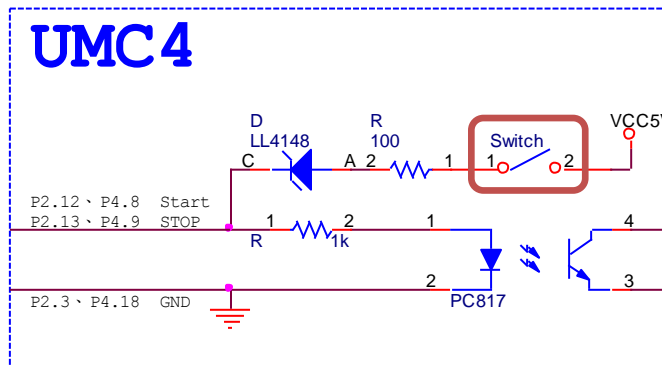 UMC4
D
LL4148
R
100
Switch
VCC5V
C
A
2
1
1
2
P2.12、P4.8 Start
P2.13、P4.9 STOP
1
2
R
1k
1
4
2
3
PC817
P2.3、P4.18 GND